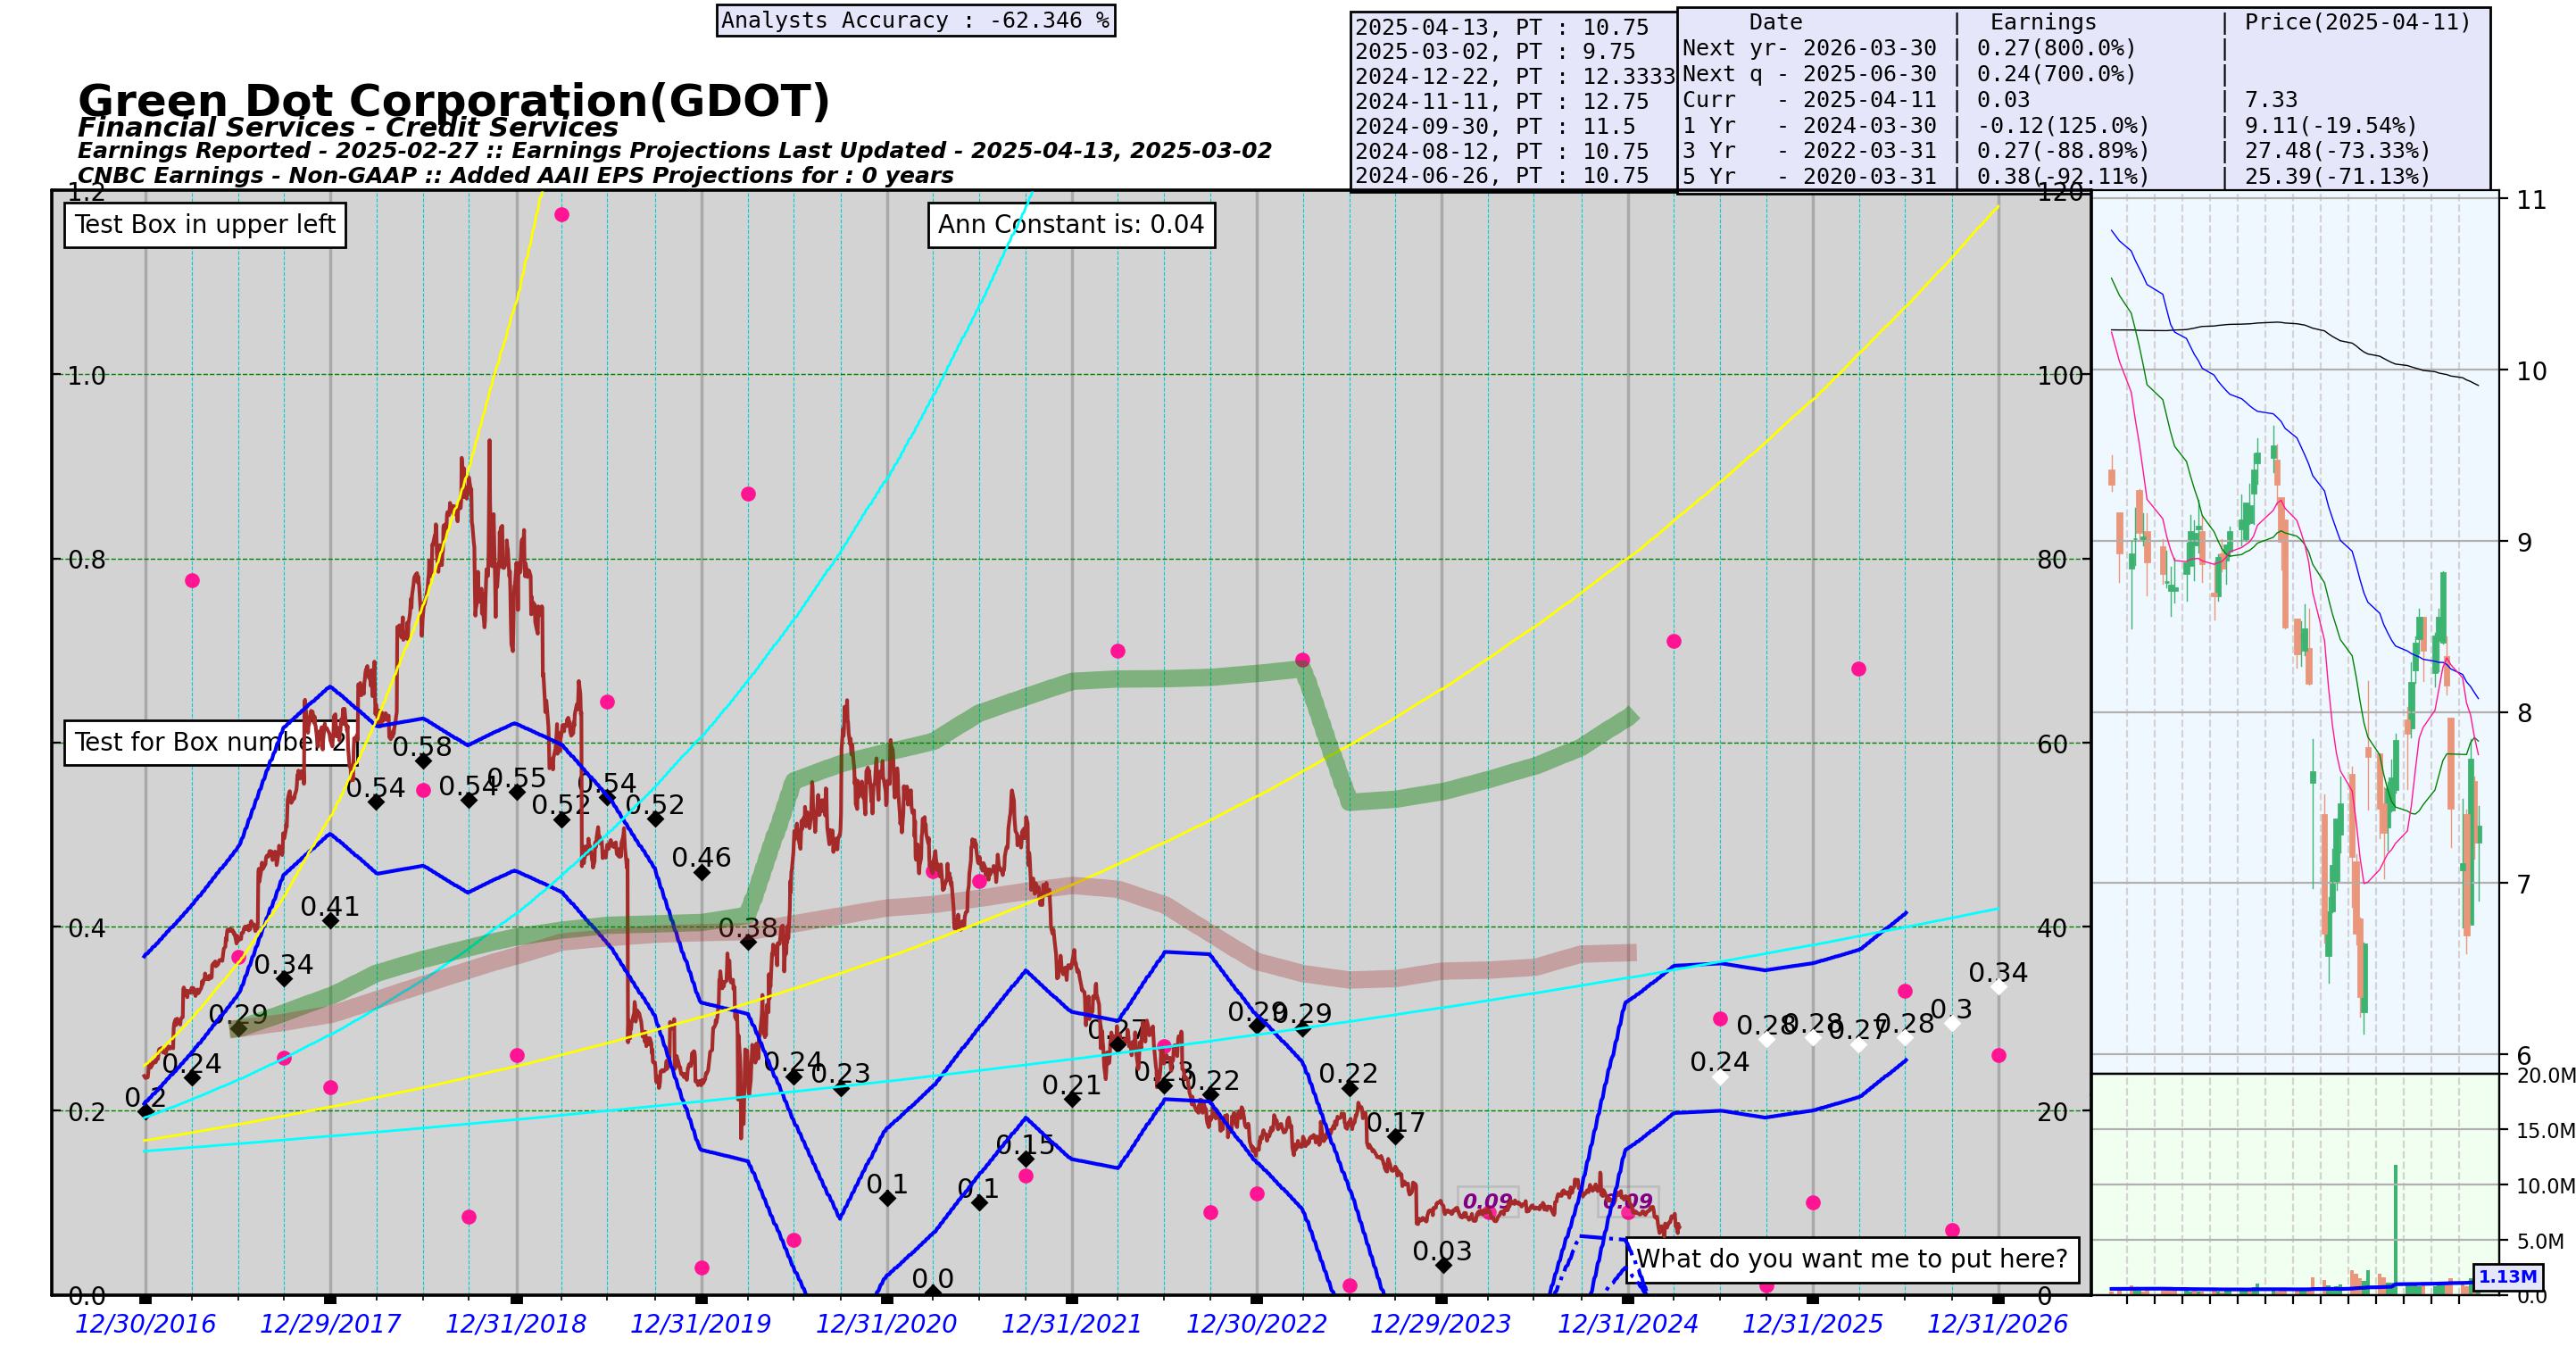 Analysts Accuracy : -62.346 %
2025-04-13, PT : 10.75
2025-03-02, PT : 9.75
2024-12-22, PT : 12.3333
2024-11-11, PT : 12.75
2024-09-30, PT : 11.5
2024-08-12, PT : 10.75
2024-06-26, PT : 10.75
Date | Earnings | Price(2025-04-11)
Next yr- 2026-03-30 | 0.27(800.0%) |
Next q - 2025-06-30 | 0.24(700.0%) |
Curr - 2025-04-11 | 0.03 | 7.33
1 Yr - 2024-03-30 | -0.12(125.0%) | 9.11(-19.54%)
3 Yr - 2022-03-31 | 0.27(-88.89%) | 27.48(-73.33%)
5 Yr - 2020-03-31 | 0.38(-92.11%) | 25.39(-71.13%)
Green Dot Corporation(GDOT)
Financial Services - Credit Services
Earnings Reported - 2025-02-27 :: Earnings Projections Last Updated - 2025-04-13, 2025-03-02
CNBC Earnings - Non-GAAP :: Added AAII EPS Projections for : 0 years
1.2
120
11
Test Box in upper left
Ann Constant is: 0.04
1.0
100
10
0.8
80
9
Test for Box number 2
60
8
0.4
40
7
0.2
20
6
0.0
0
20.0M
15.0M
10.0M
5.0M
1.13M
0.0
0.2
0.24
0.29
0.34
0.41
0.54
0.58
0.54
0.55
0.52
0.54
0.52
0.46
0.38
0.24
0.23
0.1
0.0
0.1
0.15
0.21
0.27
0.23
0.22
0.29
0.29
0.22
0.17
0.03
0.09
0.09
0.24
0.28
0.28
0.27
0.28
0.3
0.34
What do you want me to put here?
12/30/2016
12/29/2017
12/31/2018
12/31/2019
12/31/2020
12/31/2021
12/30/2022
12/29/2023
12/31/2024
12/31/2025
12/31/2026